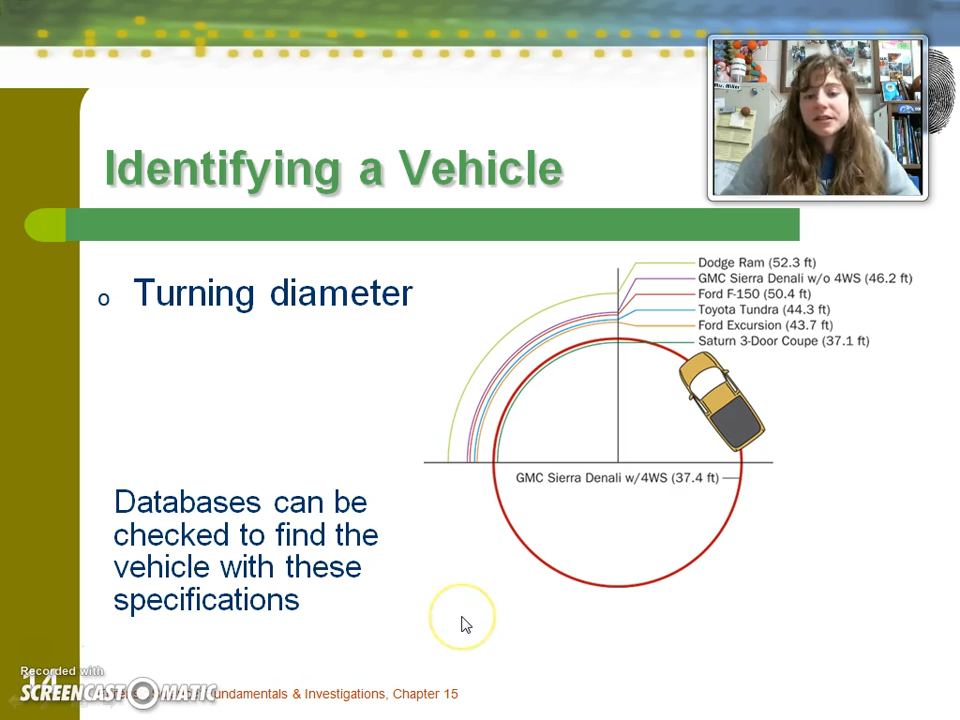 Identifying a Vehicle
o Turning diameter
Dodge Ram (52.3 ft)
GMC Sierra Denali w/o 4WS (46.2 ft)
Ford F-150 (50.4 ft)
Toyota Tundra (44.3 ft)
Ford Excursion (43.7 ft)
Saturn 3-Door Coupe (37.1 ft)
GMC Sierra Denali w/4WS (37.4 ft)
Databases can be
checked to find the
vehicle with these
specifications
Recorded with
SCREENCAST MATIC
14
Fundamentals & Investigations, Chapter 15